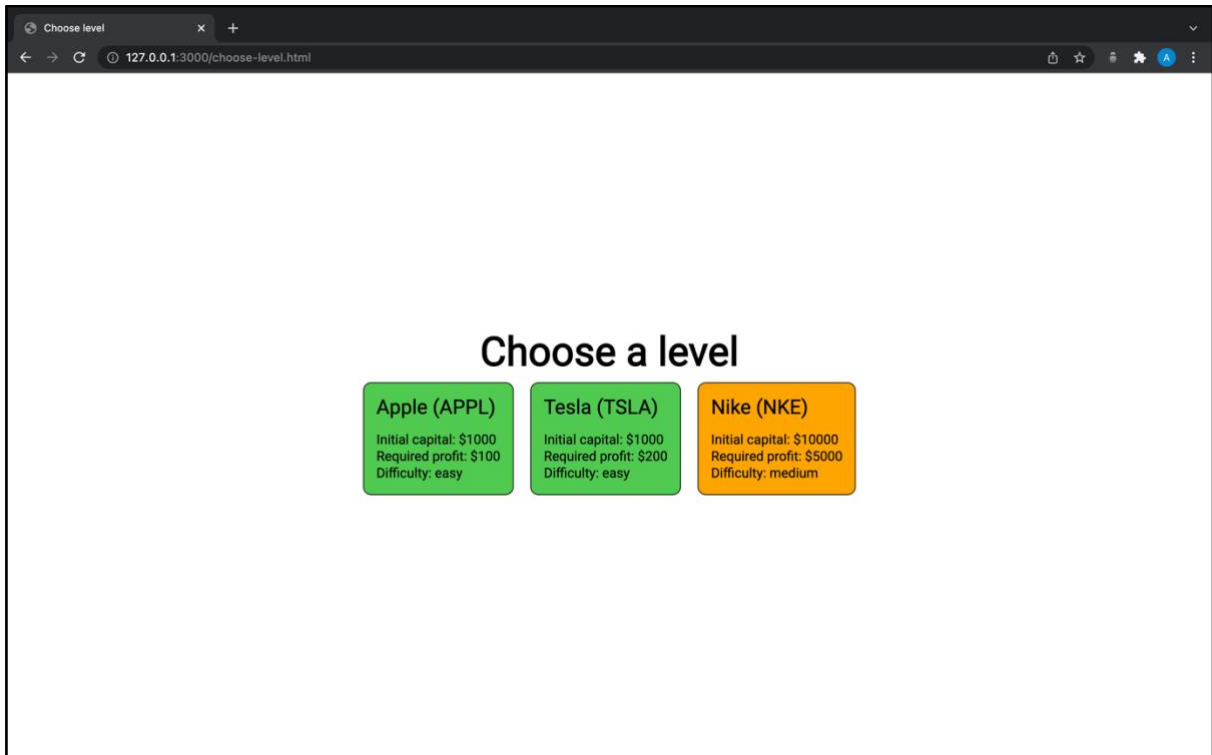 Choose level
127.0.0.1:3000/choose-level.html
A
Choose a level
Apple (APPL)
Initial capital: $1000
Required profit: $100
Difficulty: easy
Tesla (TSLA)
Initial capital: $1000
Required profit: $200
Difficulty: easy
Nike (NKE)
Initial capital: $10000
Required profit: $5000
Difficulty: medium